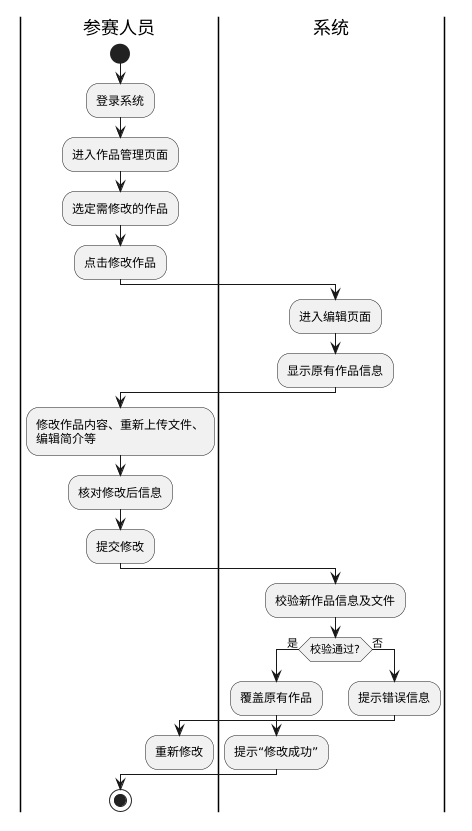 参赛人员
系统
登录系统
进入作品管理页面
选定需修改的作品
点击修改作品
进入编辑页面
显示原有作品信息
修改作品内容、重新上传文件、
编辑简介等
核对修改后信息
提交修改
校验新作品信息及文件
是
校验通过?
否
覆盖原有作品
提示错误信息
重新修改
提示“修改成功”